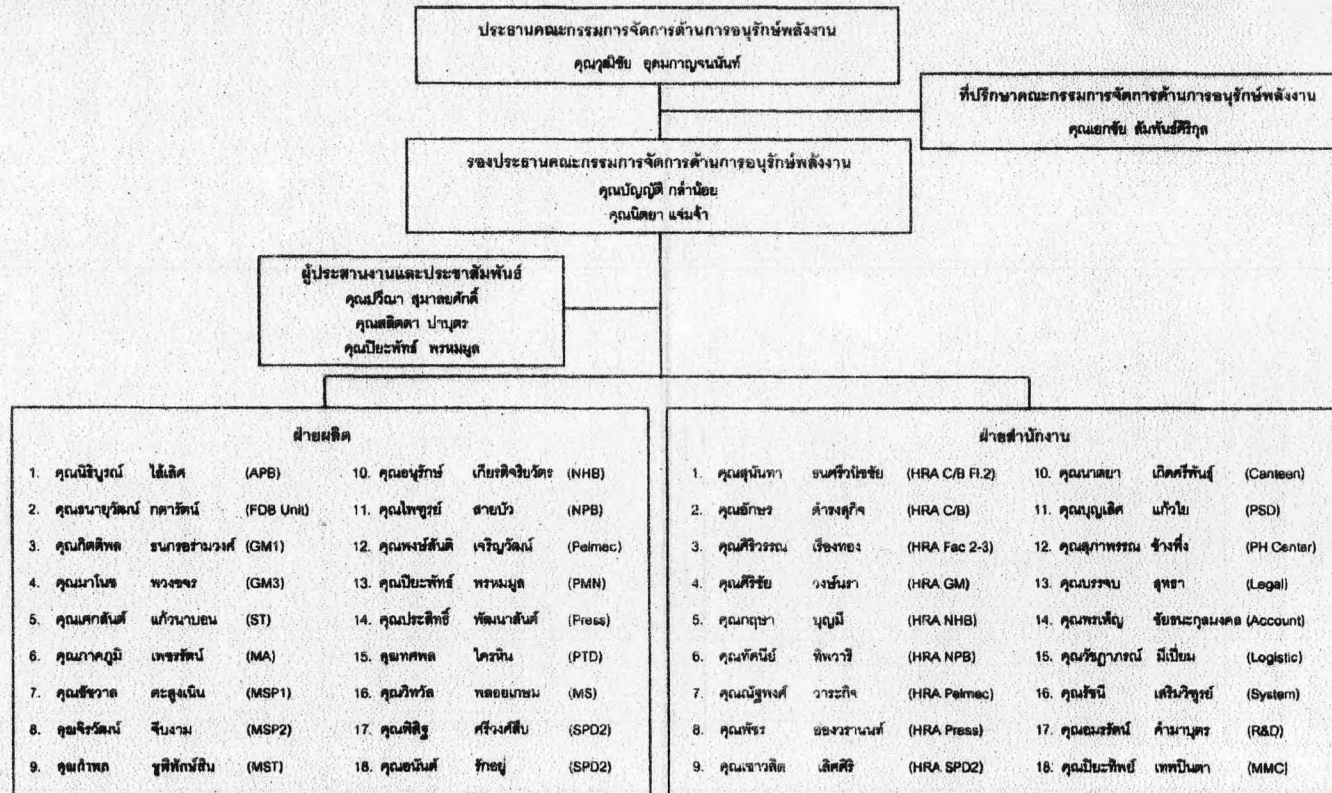 ประธานคณะกรรมการจัดการด้านการอนุรักษ์พลังงาน
คุณวุฒิชัย อุดมกาญจนนันท์
ที่ปรึกษาคณะกรรมการจัดการด้านการอนุรักษ์พลังงาน
คุณเอกชัย สัมพันธ์ศิริกุล
รองประธานคณะกรรมการจัดการด้านการอนุรักษ์พลังงาน
คุณบัญญัติ กล่ำน้อย
คุณนิตยา แจ่มจ้า
ผู้ประสานงานและประชาสัมพันธ์
คุณปวีณา สุมาลยศักดิ์
คุณสลิตตา ปาบุตร
คุณปิยะพัทธ์ พรหมมูล
ฝ่ายผลิต
1. คุณนิธิบูรณ์ ไส้เลิศ (APB)
2. คุณธนายุวัฒน์ กดารัตน์ (FDB Unit)
3. คุณกิตติพล ธนกรอร่ามวงศ์ (GM1)
4. คุณมาโนช พวงขจร (GM3)
5. คุณเศกสันต์ แก้วนาบอน (ST)
6. คุณภาคภูมิ เพชรรัตน์ (MA)
7. คุณชัชวาล ตะสูงเนิน (MSP1)
8. คุณจิรวัฒน์ จีบงาม (MSP2)
9. คุณกำพล ชูพิทักษ์สิน (MST)
10. คุณอนุรักษ์ เกียรติจริยวัตร (NHB)
11. คุณไพฑูรย์ สายบัว (NPB)
12. คุณพงษ์สันติ เจริญวัฒน์ (Pelmec)
13. คุณปิยะพัทธ์ พรหมมูล (PMN)
14. คุณประสิทธิ์ พัฒนาสันต์ (Press)
15. คุณทศพล ไตรหิน (PTD)
16. คุณวิทวัล พลอยเกษม (MS)
17. คุณพิสิฐ ศรีวงศ์สืบ (SPD2)
18. คุณอนันต์ รักอยู่ (SPD2)
ฝ่ายสำนักงาน
1. คุณสุนันทา ธนศรีวนิชชัย (HRA C/B Fl.2)
2. คุณอักษร ดำรงสุกิจ (HRA C/B)
3. คุณศิริวรรณ เรืองทอง (HRA Fac 2-3)
4. คุณศิริชัย วงษ์นรา (HRA GM)
5. คุณกฤษา บุญมี (HRA NHB)
6. คุณทัศนีย์ ทิพวารี (HRA NPB)
7. คุณณัฐพงศ์ วาระกิจ (HRA Pelmec)
8. คุณพัชร ฮองวรานนท์ (HRA Press)
9. คุณเชาวลิต เลิศศิริ (HRA SPD2)
10. คุณนาตยา เกิดศรีพันธุ์ (Canteen)
11. คุณบุญเลิศ แก้วใย (PSD)
12. คุณสุภาพรรณ ช้างพึ่ง (PH Center)
13. คุณบรรจบ สุทธา (Legal)
14. คุณพรเพ็ญ ชัยธนะกุลมงคล (Account)
15. คุณวัชฎาภรณ์ มีเปี่ยม (Logistic)
16. คุณรัชนี เสริมวิฑูรย์ (System)
17. คุณอมรรัตน์ คำมาบุตร (R&D)
18. คุณปิยะทิพย์ เทพปินตา (MMC)